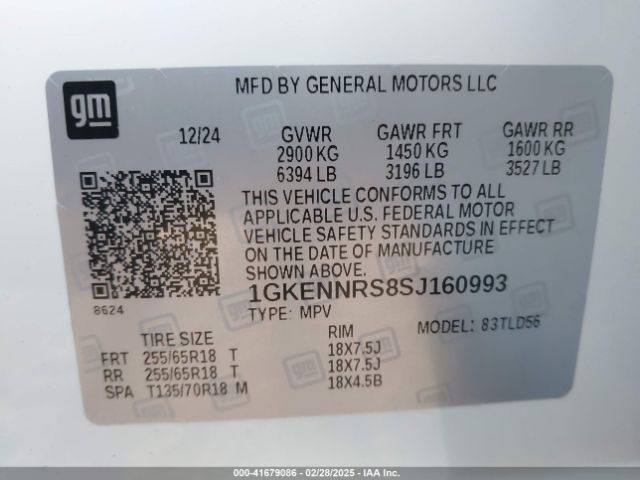 gm
MFD BY GENERAL MOTORS LLC
12/24 GVWR GAWR FRT GAWR RR
2900 KG 1450 KG 1600 KG
6394 LB 3196 LB 3527 LB
THIS VEHICLE CONFORMS TO ALL
APPLICABLE U.S. FEDERAL MOTOR
VEHICLE SAFETY STANDARDS IN EFFECT
ON THE DATE OF MANUFACTURE
SHOWN ABOVE.
1GKENNRS8SJ160993
8624
TYPE: MPV MODEL: 83TLD56
TIRE SIZE RIM
FRT 255/65R18 T 18X7.5J
RR 255/65R18 T 18X7.5J
SPA T135/70R18 M 18X4.5B
000-41679086 - 02/28/2025 - IAA Inc.